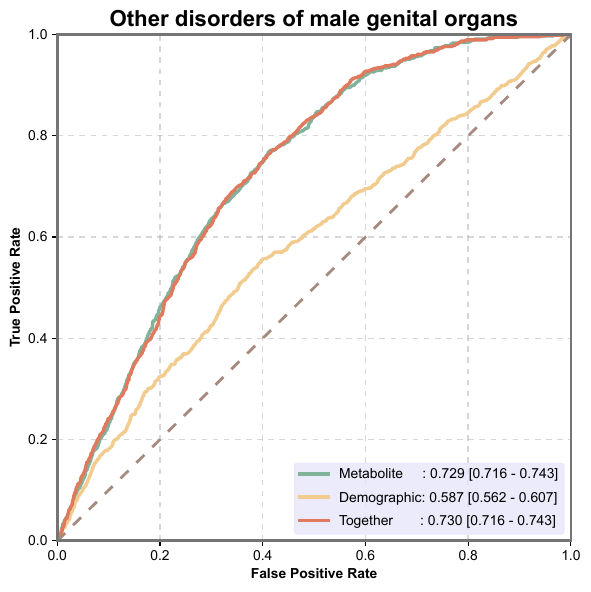 Other disorders of male genital organs
1.0
0.8
0.6
0.4
0.2
0.0
True Positive Rate
Metabolite : 0.729 [0.716 - 0.743]
Demographic: 0.587 [0.562 - 0.607]
Together : 0.730 [0.716 - 0.743]
0.0 0.2 0.4 0.6 0.8 1.0
False Positive Rate